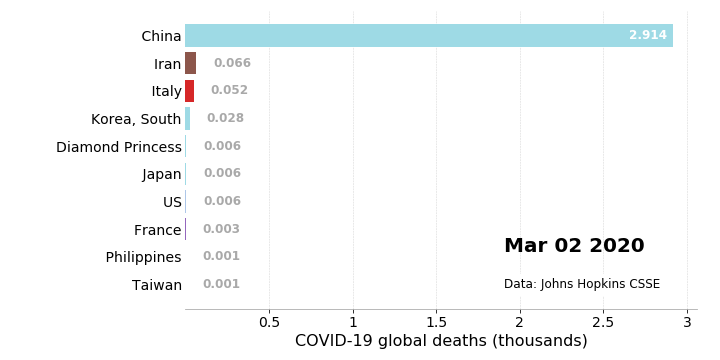 China 2.914
Iran 0.066
Italy 0.052
Korea, South 0.028
Diamond Princess 0.006
Japan 0.006
US 0.006
France 0.003
Philippines 0.001
Taiwan 0.001
Mar 02 2020
Data: Johns Hopkins CSSE
0.5 1 1.5 2 2.5 3
COVID-19 global deaths (thousands)